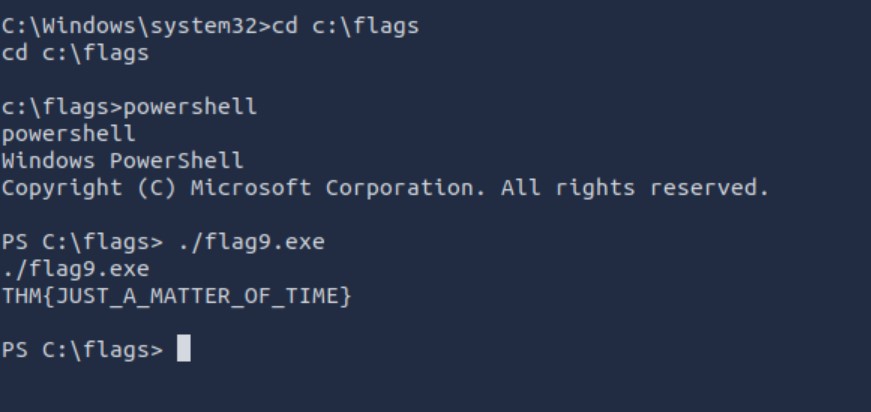 C:\Windows\system32>cd c:\flags
cd c:\flags
c:\flags>powershell
powershell
Windows PowerShell
Copyright (C) Microsoft Corporation. All rights reserved.
PS C:\flags> ./flag9.exe
./flag9.exe
THM{JUST_A_MATTER_OF_TIME}
PS C:\flags>